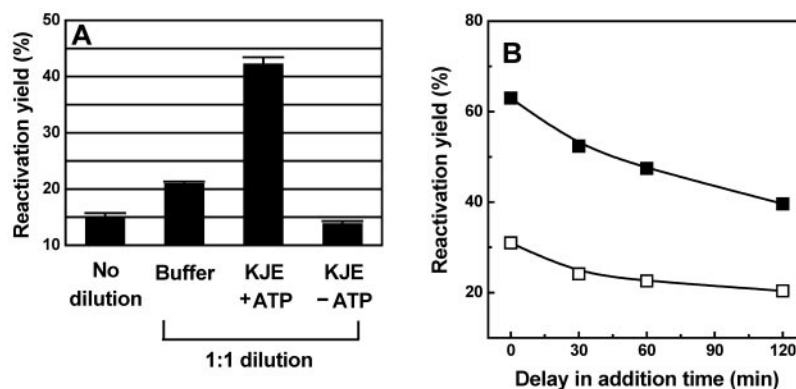 A
Reactivation yield (%)
50
40
30
20
10
No dilution
Buffer
KJE +ATP
KJE −ATP
1:1 dilution
B
Reactivation yield (%)
80
60
40
20
0 30 60 90 120
Delay in addition time (min)